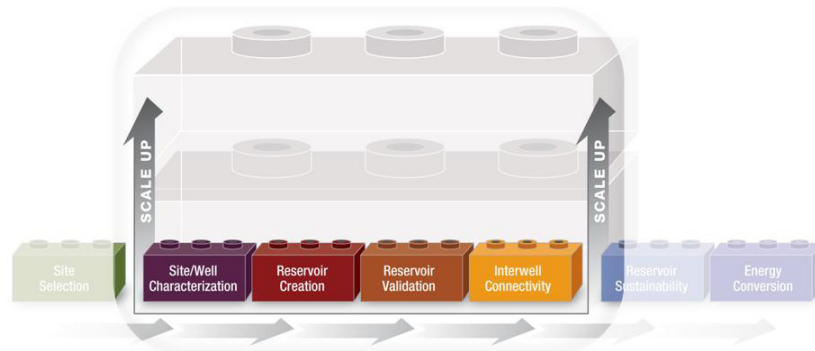 SCALE UP
SCALE UP
Site
Selection
Site/Well
Characterization
Reservoir
Creation
Reservoir
Validation
Interwell
Connectivity
Reservoir
Sustainability
Energy
Conversion